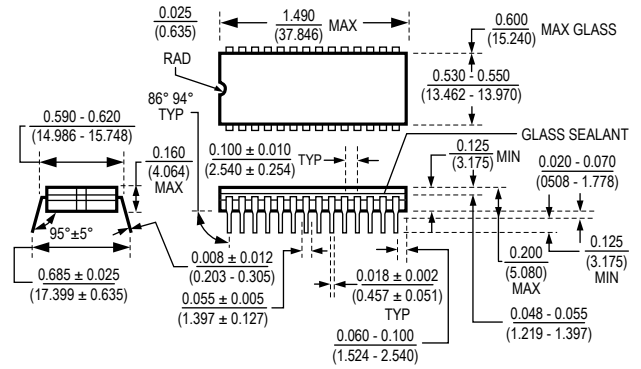 0.025
(0.635)
1.490
(37.846)
MAX
0.600
(15.240)
MAX GLASS
RAD
0.530 - 0.550
(13.462 - 13.970)
86° 94°
TYP
0.590 - 0.620
(14.986 - 15.748)
GLASS SEALANT
0.160
(4.064)
MAX
0.100 ± 0.010
(2.540 ± 0.254)
TYP
0.125
(3.175)
MIN
0.020 - 0.070
(0508 - 1.778)
95°±5°
0.008 ± 0.012
(0.203 - 0.305)
0.200
(5.080)
MAX
0.125
(3.175)
MIN
0.685 ± 0.025
(17.399 ± 0.635)
0.055 ± 0.005
(1.397 ± 0.127)
0.018 ± 0.002
(0.457 ± 0.051)
TYP
0.048 - 0.055
(1.219 - 1.397)
0.060 - 0.100
(1.524 - 2.540)